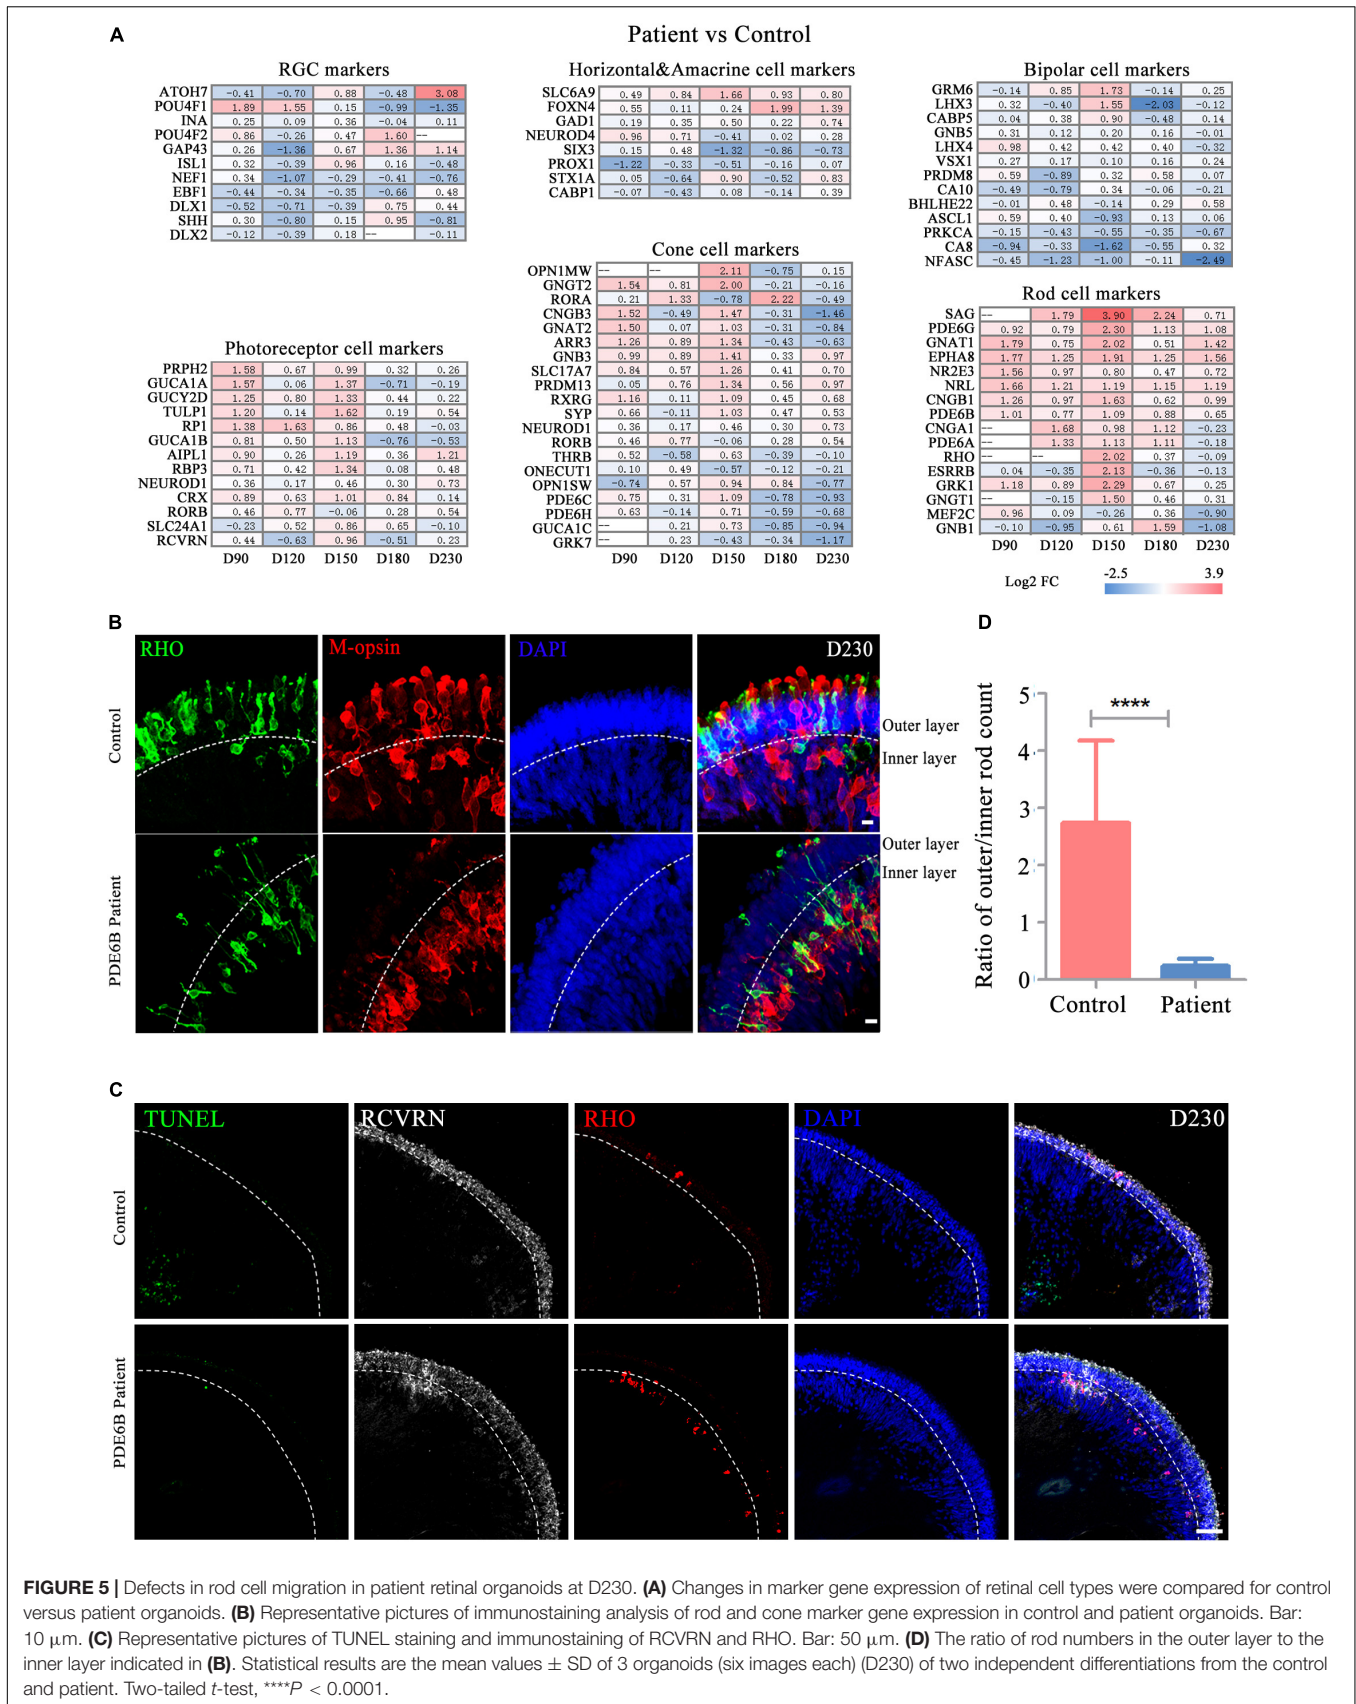 A
Patient vs Control
RGC markers
ATOH7 -0.41 -0.70 0.88 -0.48 3.08
POU4F1 1.89 1.55 0.15 -0.99 -1.35
INA 0.25 0.09 0.36 -0.04 0.11
POU4F2 0.86 -0.26 0.47 1.60 --
GAP43 0.26 -1.36 0.67 1.36 1.14
ISL1 0.32 -0.39 0.96 0.16 -0.48
NEF1 0.34 -1.07 -0.29 -0.41 -0.76
EBF1 -0.44 -0.34 -0.35 -0.66 0.48
DLX1 -0.52 -0.71 -0.39 0.75 0.44
SHH 0.30 -0.80 0.15 0.95 -0.81
DLX2 -0.12 -0.39 0.18 -- -0.11
Photoreceptor cell markers
PRPH2 1.58 0.67 0.99 0.32 0.26
GUCA1A 1.57 0.06 1.37 -0.71 -0.19
GUCY2D 1.25 0.80 1.33 0.44 0.22
TULP1 1.20 0.14 1.62 0.19 0.54
RP1 1.38 1.63 0.86 0.48 -0.03
GUCA1B 0.81 0.50 1.13 -0.76 -0.53
AIPL1 0.90 0.26 1.19 0.36 1.21
RBP3 0.71 0.42 1.34 0.08 0.48
NEUROD1 0.36 0.17 0.46 0.30 0.73
CRX 0.89 0.63 1.01 0.84 0.14
RORB 0.46 0.77 -0.06 0.28 0.54
SLC24A1 -0.23 0.52 0.86 0.65 -0.10
RCVRN 0.44 -0.63 0.96 -0.51 0.23
D90 D120 D150 D180 D230
Horizontal&Amacrine cell markers
SLC6A9 0.49 0.84 1.66 0.93 0.80
FOXN4 0.55 0.11 0.24 1.99 1.39
GAD1 0.19 0.35 0.50 0.22 0.74
NEUROD4 0.96 0.71 -0.41 0.02 0.28
SIX3 0.15 0.48 -1.32 -0.86 -0.73
PROX1 -1.22 -0.33 -0.51 -0.16 0.07
STX1A 0.05 -0.64 0.90 -0.52 0.83
CABP1 -0.07 -0.43 0.08 -0.14 0.39
Cone cell markers
OPN1MW -- -- 2.11 -0.75 0.15
GNGT2 1.54 0.81 2.00 -0.21 -0.16
RORA 0.21 1.33 -0.78 2.22 -0.49
CNGB3 1.52 -0.49 1.47 -0.31 -1.46
GNAT2 1.50 0.07 1.03 -0.31 -0.84
ARR3 1.26 0.89 1.34 -0.43 -0.63
GNB3 0.99 0.89 1.41 0.33 0.97
SLC17A7 0.84 0.57 1.26 0.41 0.70
PRDM13 0.05 0.76 1.34 0.56 0.97
RXRG 1.16 0.11 1.09 0.45 0.68
SYP 0.66 -0.11 1.03 0.47 0.53
NEUROD1 0.36 0.17 0.46 0.30 0.73
RORB 0.46 0.77 -0.06 0.28 0.54
THRB 0.52 -0.58 0.63 -0.39 -0.10
ONECUT1 0.10 0.49 -0.57 -0.12 -0.21
OPN1SW -0.74 0.57 0.94 0.84 -0.77
PDE6C 0.75 0.31 1.09 -0.78 -0.93
PDE6H 0.63 -0.14 0.71 -0.59 -0.68
GUCA1C -- 0.21 0.73 -0.85 -0.94
GRK7 -- 0.23 -0.43 -0.34 -1.17
D90 D120 D150 D180 D230
Bipolar cell markers
GRM6 -0.14 0.85 1.73 -0.14 0.25
LHX3 0.32 -0.40 1.55 -2.03 -0.12
CABP5 0.04 0.38 0.90 -0.48 0.14
GNB5 0.31 0.12 0.20 0.16 -0.01
LHX4 0.98 0.42 0.42 0.40 -0.32
VSX1 0.27 0.17 0.10 0.16 0.24
PRDM8 0.59 -0.89 0.32 0.58 0.07
CA10 -0.49 -0.79 0.34 -0.06 -0.21
BHLHE22 -0.01 0.48 -0.14 0.29 0.58
ASCL1 0.59 0.40 -0.93 0.13 0.06
PRKCA -0.15 -0.43 -0.55 -0.35 -0.67
CA8 -0.94 -0.33 -1.62 -0.55 0.32
NFASC -0.45 -1.23 -1.00 -0.11 -2.49
Rod cell markers
SAG -- 1.79 3.90 2.24 0.71
PDE6G 0.92 0.79 2.30 1.13 1.08
GNAT1 1.79 0.75 2.02 0.51 1.42
EPHA8 1.77 1.25 1.91 1.25 1.56
NR2E3 1.56 0.97 0.80 0.47 0.72
NRL 1.66 1.21 1.19 1.15 1.19
CNGB1 1.26 0.97 1.63 0.62 0.99
PDE6B 1.01 0.77 1.09 0.88 0.65
CNGA1 -- 1.68 0.98 1.12 -0.23
PDE6A -- 1.33 1.13 1.11 -0.18
RHO -- -- 2.02 0.37 -0.09
ESRRB 0.04 -0.35 2.13 -0.36 -0.13
GRK1 1.18 0.89 2.29 0.67 0.25
GNGT1 -- -0.15 1.50 0.46 0.31
MEF2C 0.96 0.09 -0.26 0.36 -0.90
GNB1 -0.10 -0.95 0.61 1.59 -1.08
D90 D120 D150 D180 D230
Log2 FC -2.5 3.9
B
RHO M-opsin DAPI D230
Control
Outer layer
Inner layer
PDE6B Patient
Outer layer
Inner layer
D
Ratio of outer/inner rod count
5
4
3
2
1
0
****
Control Patient
C
TUNEL RCVRN RHO DAPI D230
Control
PDE6B Patient
FIGURE 5 | Defects in rod cell migration in patient retinal organoids at D230. (A) Changes in marker gene expression of retinal cell types were compared for control
versus patient organoids. (B) Representative pictures of immunostaining analysis of rod and cone marker gene expression in control and patient organoids. Bar:
10 μm. (C) Representative pictures of TUNEL staining and immunostaining of RCVRN and RHO. Bar: 50 μm. (D) The ratio of rod numbers in the outer layer to the
inner layer indicated in (B). Statistical results are the mean values ± SD of 3 organoids (six images each) (D230) of two independent differentiations from the control
and patient. Two-tailed t-test, ****P < 0.0001.